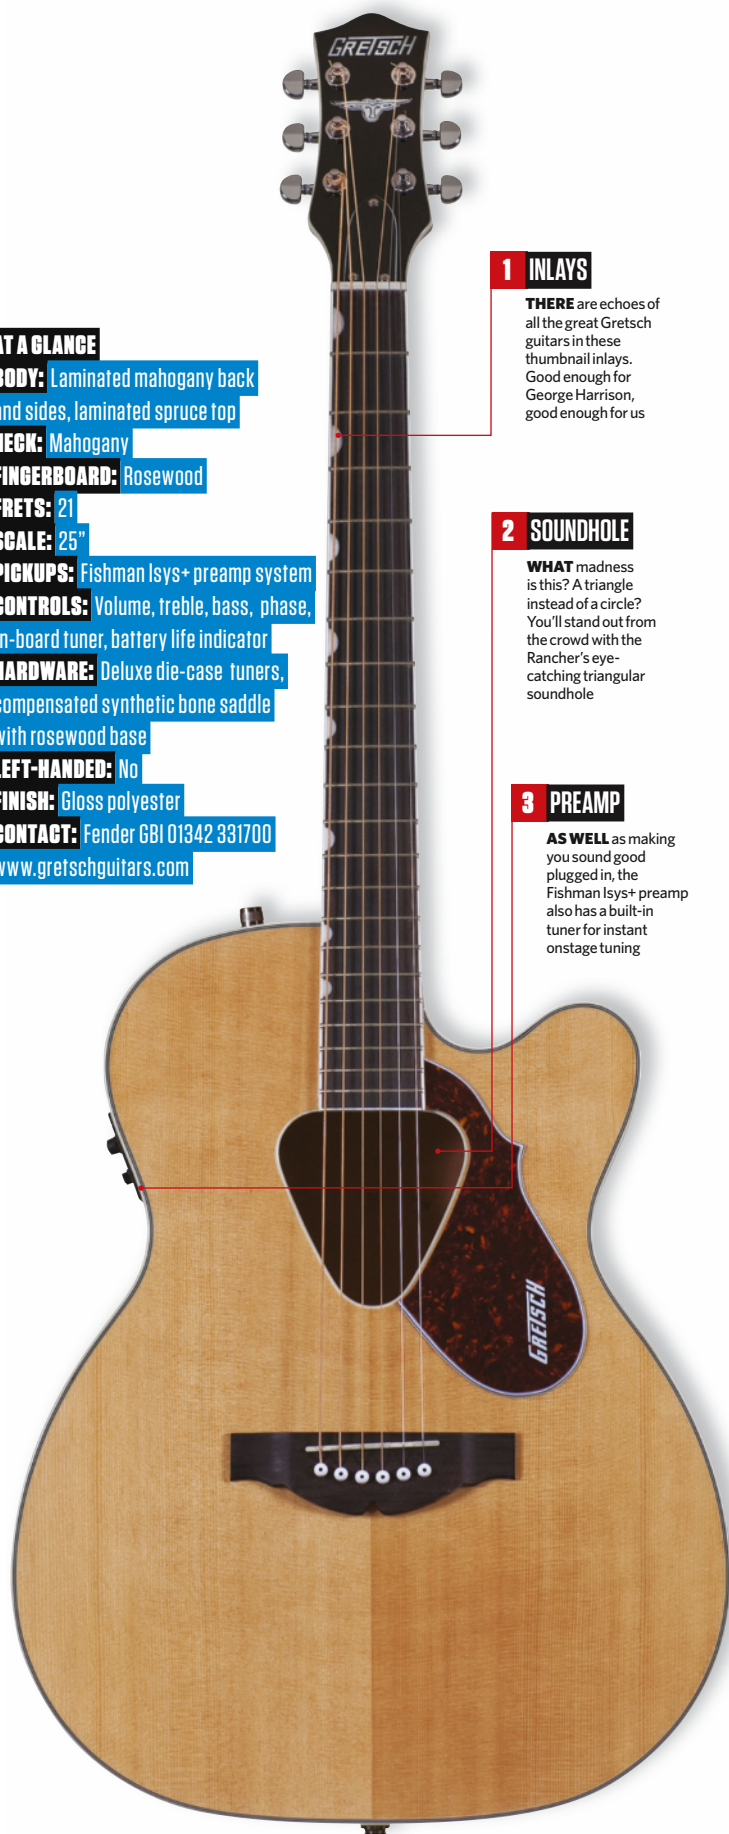 GRETSCH
AT A GLANCE
BODY: Laminated mahogany back
and sides, laminated spruce top
NECK: Mahogany
FINGERBOARD: Rosewood
FRETS: 21
SCALE: 25”
PICKUPS: Fishman Isys+ preamp system
CONTROLS: Volume, treble, bass, phase,
on-board tuner, battery life indicator
HARDWARE: Deluxe die-case tuners,
compensated synthetic bone saddle
with rosewood base
LEFT-HANDED: No
FINISH: Gloss polyester
CONTACT: Fender GBI 01342 331700
www.gretschguitars.com
1 INLAYS
THERE are echoes of
all the great Gretsch
guitars in these
thumbnail inlays.
Good enough for
George Harrison,
good enough for us
2 SOUNDHOLE
WHAT madness
is this? A triangle
instead of a circle?
You’ll stand out from
the crowd with the
Rancher’s eye-
catching triangular
soundhole
3 PREAMP
AS WELL as making
you sound good
plugged in, the
Fishman Isys+ preamp
also has a built-in
tuner for instant
onstage tuning
GRETSCH